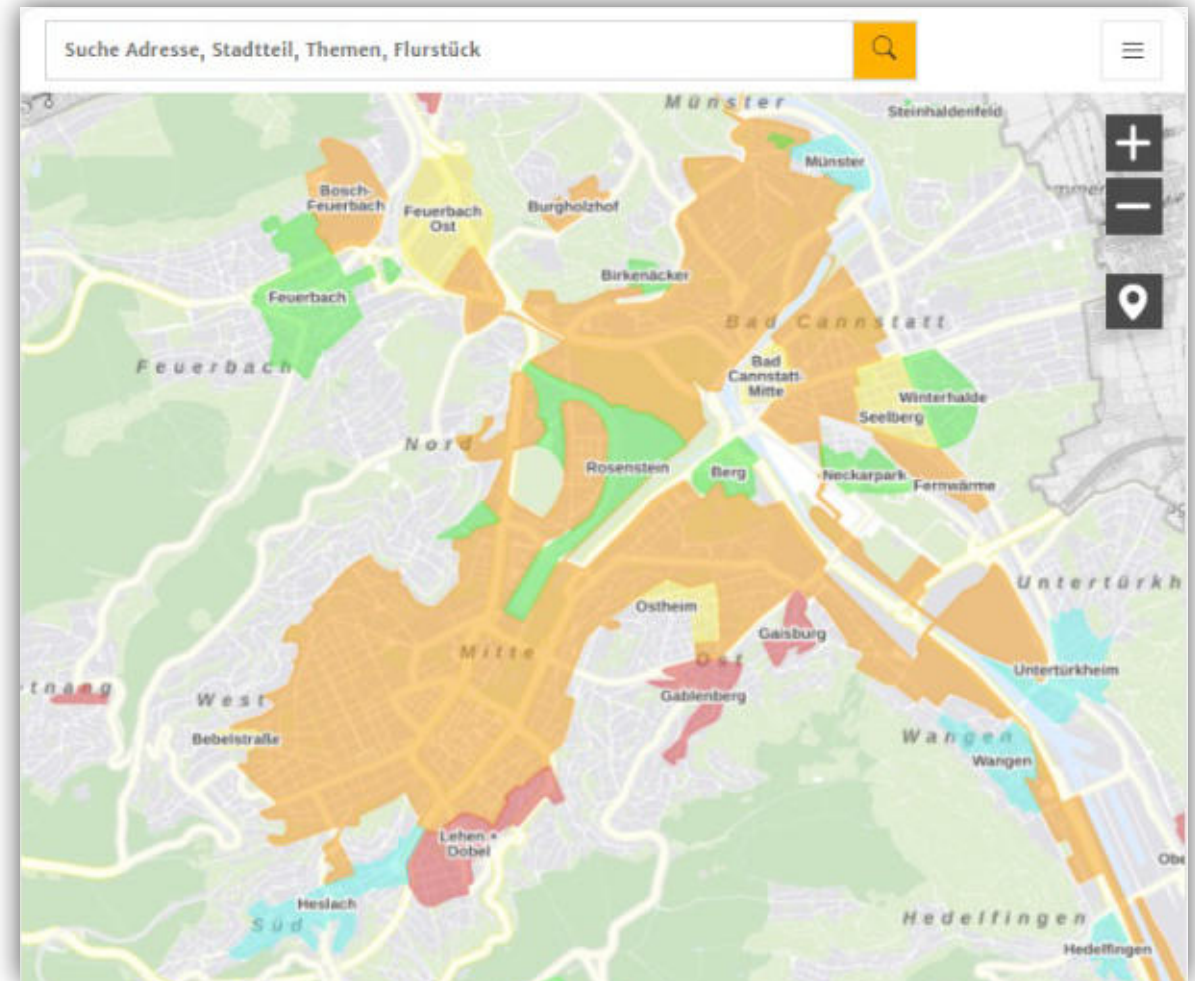 Suche Adresse, Stadtteil, Themen, Flurstück
Münster
Steinhaldenfeld
Münster
Bosch-
Feuerbach
Feuerbach
Ost
Burgholzhof
Birkenäcker
Feuerbach
Bad Cannstatt
Feuerbach
Bad
Cannstatt-
Mitte
Winterhalde
Seelberg
Nord
Rosenstein
Berg
Neckarpark
Fernwärme
Untertürkh
Ostheim
Gaisburg
Mitte
Ost
Untertürkheim
tnang
West
Gablenberg
Bebelstraße
Wangen
Wangen
Lehen +
Dobel
Obe
Heslach
Süd
Hedelfingen
Hedelfingen